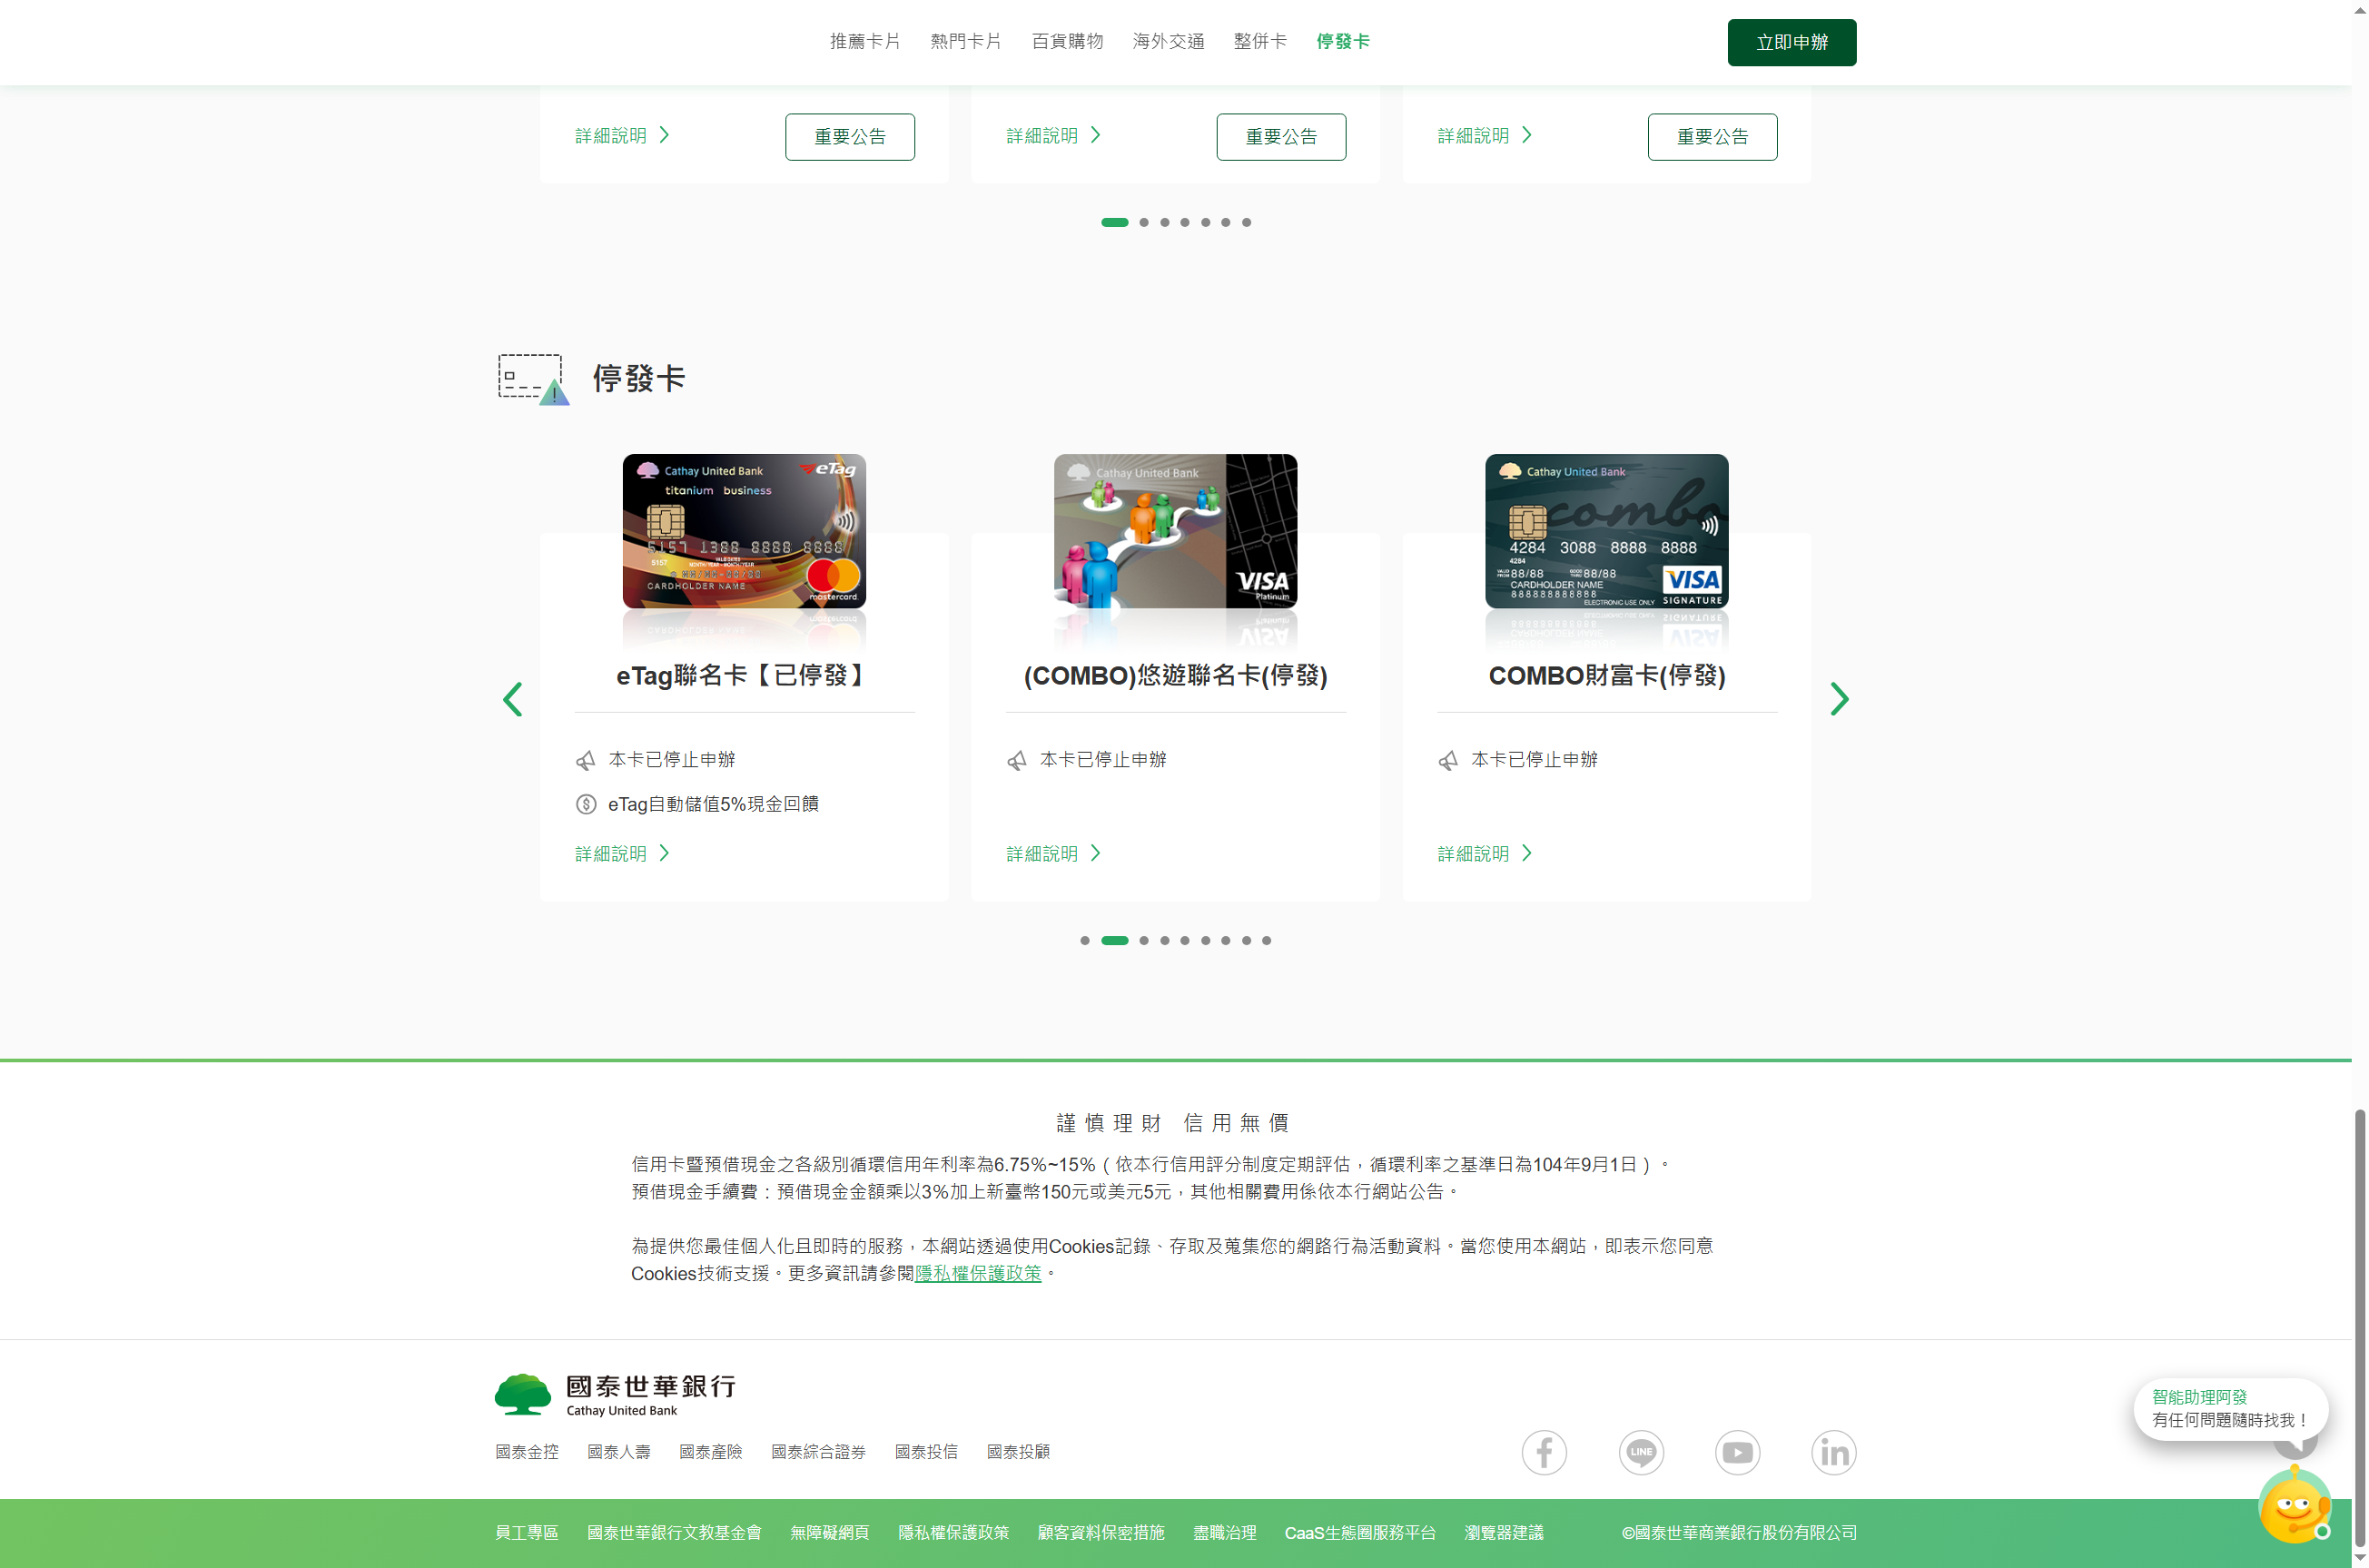 推薦卡片 熱門卡片 百貨購物 海外交通 整併卡 停發卡 立即申辦
詳細說明 重要公告 詳細說明 重要公告 詳細說明 重要公告
停發卡
Cathay United Bank eTag
titanium business
5157 1388 8888 8888
5157
CARDHOLDER NAME
mastercard.
Cathay United Bank
VISA
Platinum
Cathay United Bank
combo
4284 3088 8888 8888
4284
88/88 88/88
CARDHOLDER NAME
888888888888
ELECTRONIC USE ONLY
VISA
SIGNATURE
eTag聯名卡【已停發】 (COMBO)悠遊聯名卡(停發) COMBO財富卡(停發)
本卡已停止申辦 本卡已停止申辦 本卡已停止申辦
eTag自動儲值5%現金回饋
詳細說明 詳細說明 詳細說明
謹慎理財 信用無價
信用卡暨預借現金之各級別循環信用年利率為6.75%~15%（依本行信用評分制度定期評估，循環利率之基準日為104年9月1日）。
預借現金手續費：預借現金金額乘以3%加上新臺幣150元或美元5元，其他相關費用係依本行網站公告。
為提供您最佳個人化且即時的服務，本網站透過使用Cookies記錄、存取及蒐集您的網路行為活動資料。當您使用本網站，即表示您同意
Cookies技術支援。更多資訊請參閱隱私權保護政策。
國泰世華銀行
Cathay United Bank
智能助理阿發
有任何問題隨時找我！
國泰金控 國泰人壽 國泰產險 國泰綜合證券 國泰投信 國泰投顧
LINE
in
員工專區 國泰世華銀行文教基金會 無障礙網頁 隱私權保護政策 顧客資料保密措施 盡職治理 CaaS生態圈服務平台 瀏覽器建議 ©國泰世華商業銀行股份有限公司